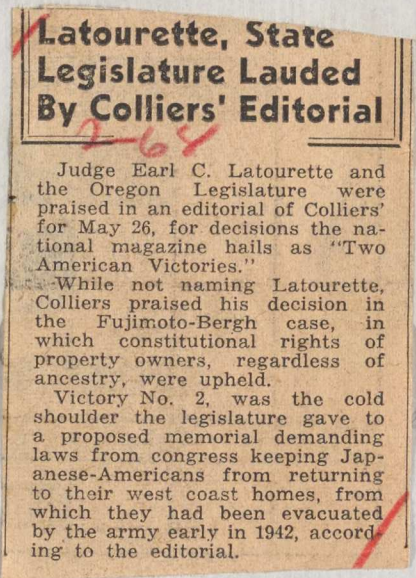 Latourette, State
Legislature Lauded
By Colliers' Editorial
2-64
Judge Earl C. Latourette and
the Oregon Legislature were
praised in an editorial of Colliers'
for May 26, for decisions the na-
tional magazine hails as "Two
American Victories."
While not naming Latourette,
Colliers praised his decision in
the Fujimoto-Bergh case, in
which constitutional rights of
property owners, regardless of
ancestry, were upheld.
Victory No. 2, was the cold
shoulder the legislature gave to
a proposed memorial demanding
laws from congress keeping Jap-
anese-Americans from returning
to their west coast homes, from
which they had been evacuated
by the army early in 1942, accord-
ing to the editorial.